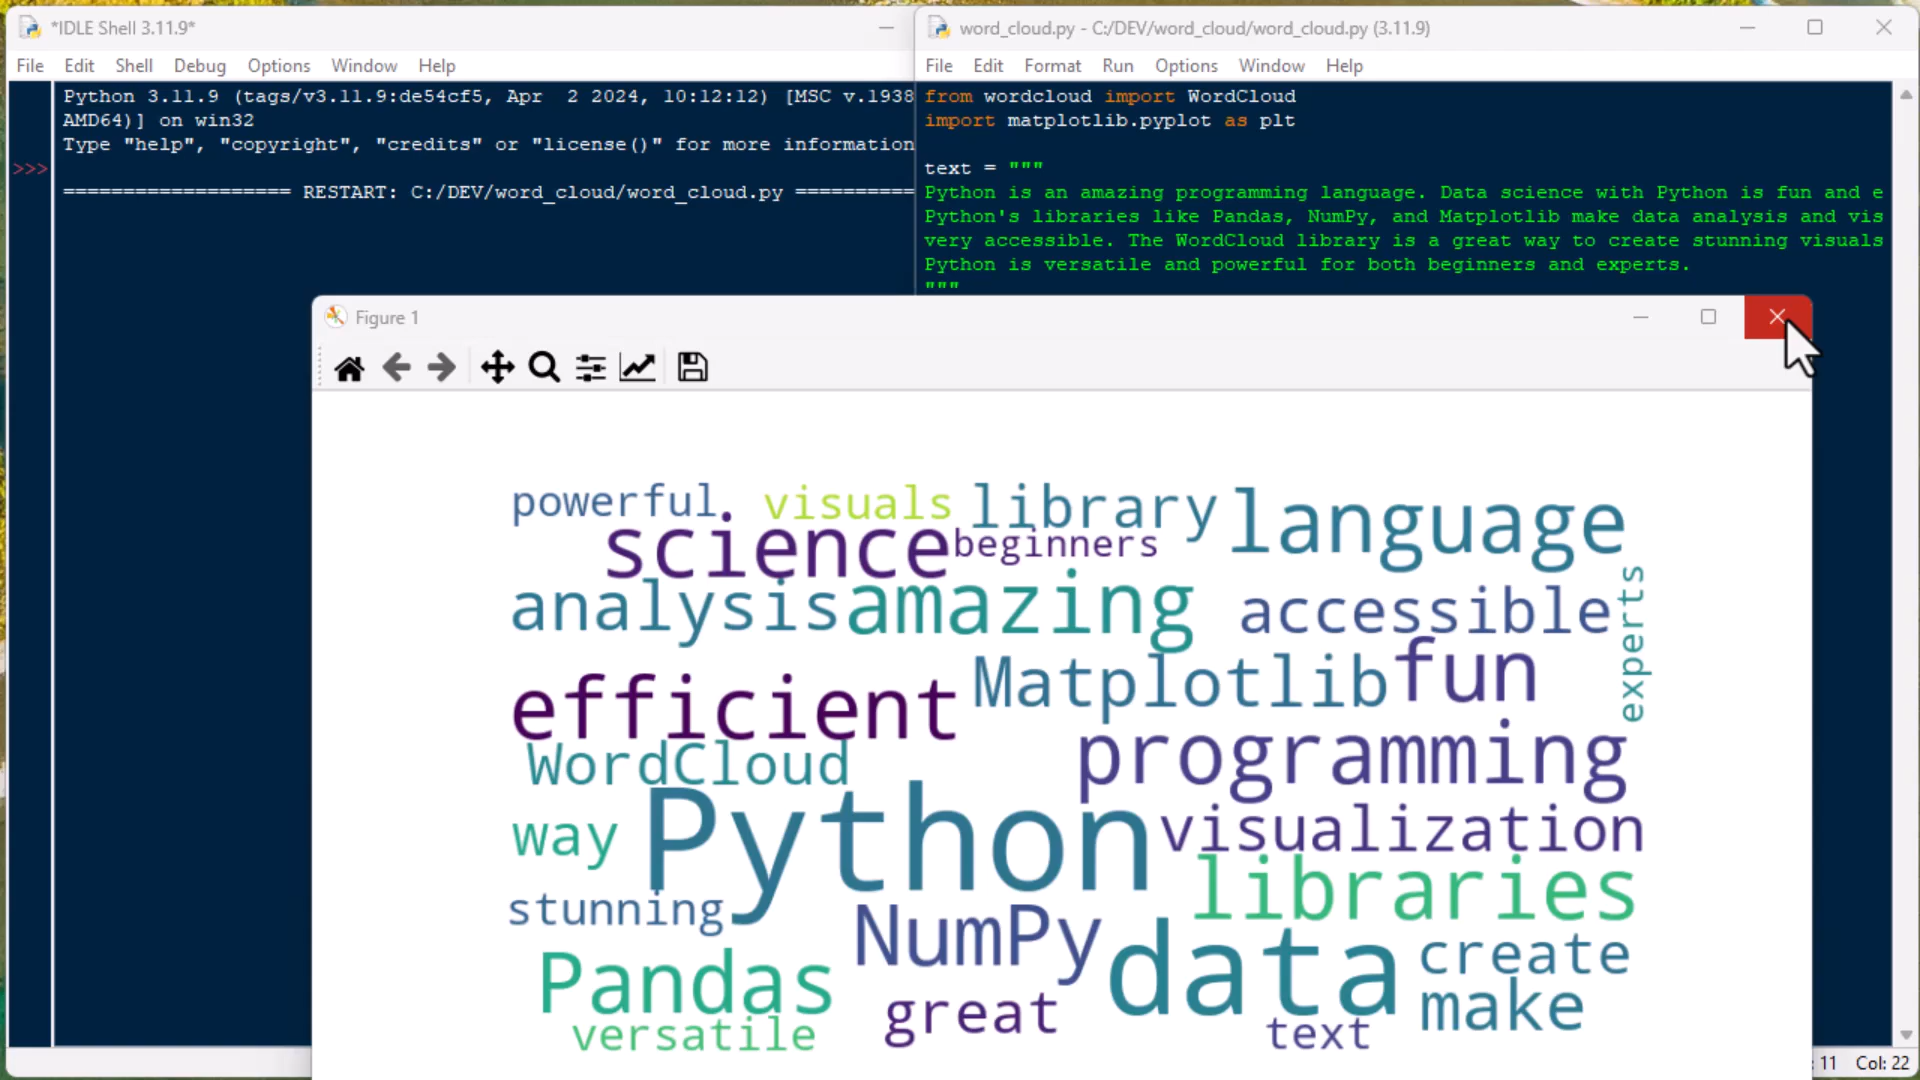 *IDLE Shell 3.11.9*
File Edit Shell Debug Options Window Help
Python 3.11.9 (tags/v3.11.9:de54cf5, Apr  2 2024, 10:12:12) [MSC v.1938
AMD64)] on win32
Type "help", "copyright", "credits" or "license()" for more information
>>>
=================== RESTART: C:/DEV/word_cloud/word_cloud.py ==========
word_cloud.py - C:/DEV/word_cloud/word_cloud.py (3.11.9)
File Edit Format Run Options Window Help
from wordcloud import WordCloud
import matplotlib.pyplot as plt
text = """
Python is an amazing programming language. Data science with Python is fun and e
Python's libraries like Pandas, NumPy, and Matplotlib make data analysis and vis
very accessible. The WordCloud library is a great way to create stunning visuals
Python is versatile and powerful for both beginners and experts.
"""
Figure 1
powerful visuals library language
science beginners
analysis amazing accessible experts
efficient Matplotlib fun
WordCloud programming
way Python visualization
libraries
stunning NumPy data create
Pandas great make
versatile text
11 Col: 22